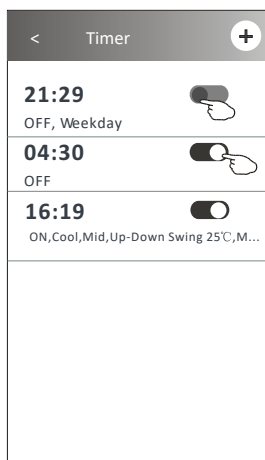 < Timer +
21:29
OFF, Weekday
04:30
OFF
16:19
ON,Cool,Mid,Up-Down Swing 25℃,M...